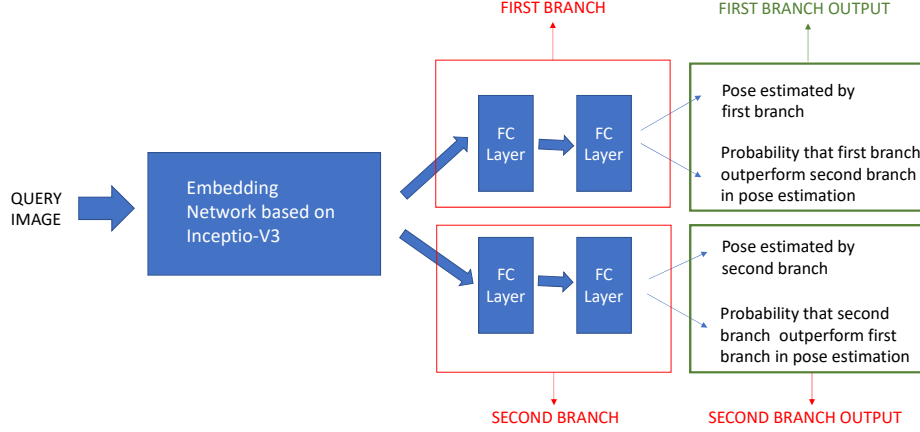 FIRST BRANCH
FIRST BRANCH OUTPUT
QUERY
IMAGE
Embedding
Network based on
Inceptio-V3
FC
Layer
FC
Layer
Pose estimated by
first branch
Probability that first branch
outperform second branch
in pose estimation
FC
Layer
FC
Layer
Pose estimated by
second branch
Probability that second
branch outperform first
branch in pose estimation
SECOND BRANCH
SECOND BRANCH OUTPUT